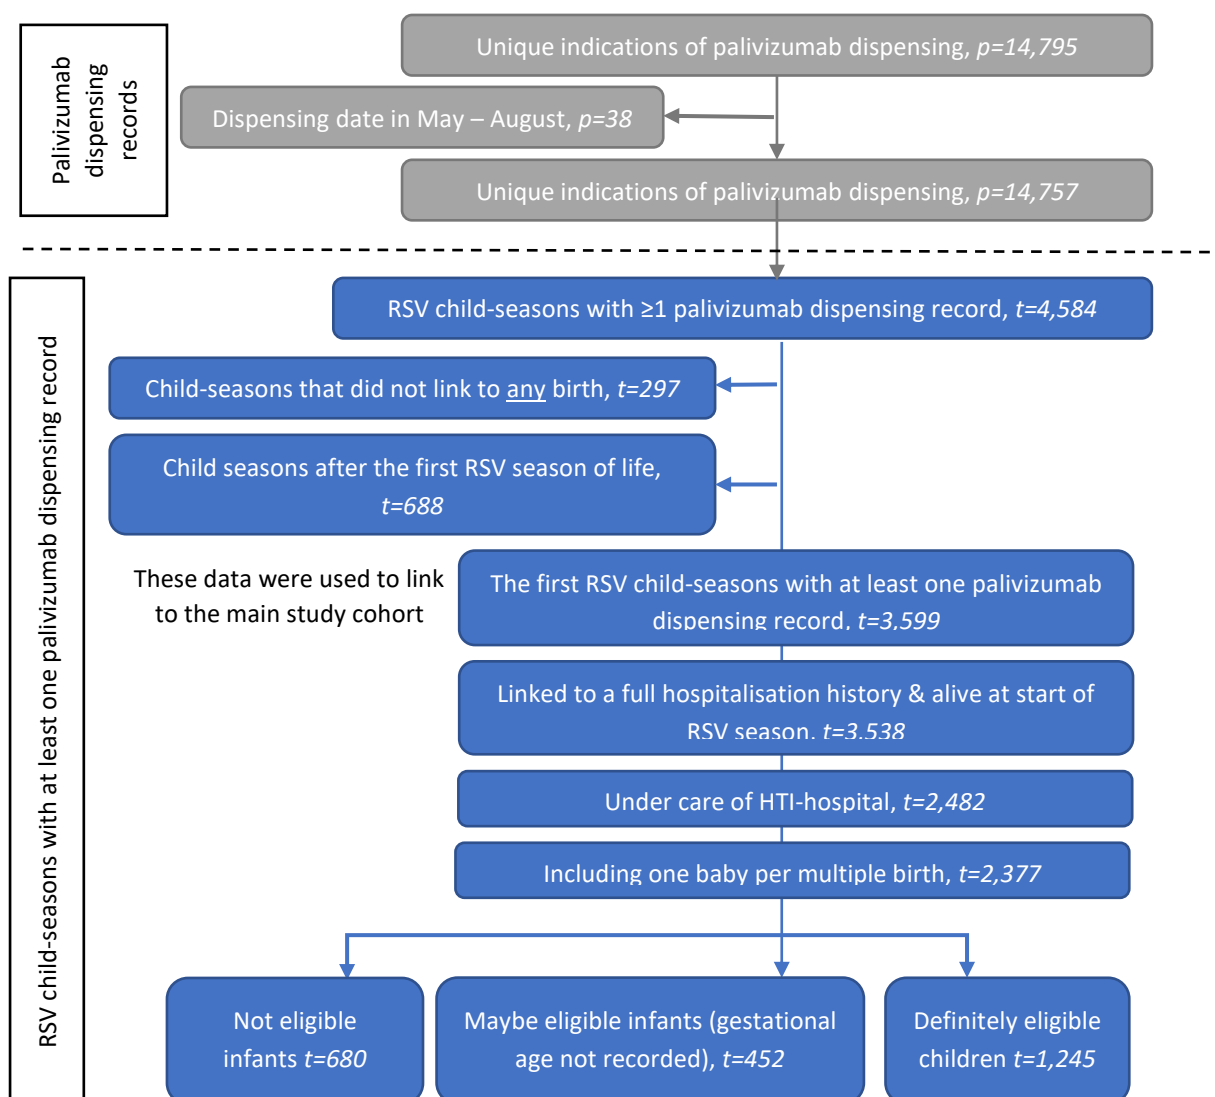 Palivizumab
dispensing
records
Unique indications of palivizumab dispensing, p=14,795
Dispensing date in May – August, p=38
Unique indications of palivizumab dispensing, p=14,757
RSV child-seasons with at least one palivizumab dispensing record
RSV child-seasons with ≥1 palivizumab dispensing record, t=4,584
Child-seasons that did not link to any birth, t=297
Child seasons after the first RSV season of life,
t=688
These data were used to link
to the main study cohort
The first RSV child-seasons with at least one palivizumab
dispensing record, t=3,599
Linked to a full hospitalisation history & alive at start of
RSV season, t=3,538
Under care of HTI-hospital, t=2,482
Including one baby per multiple birth, t=2,377
Not eligible
infants t=680
Maybe eligible infants (gestational
age not recorded), t=452
Definitely eligible
children t=1,245